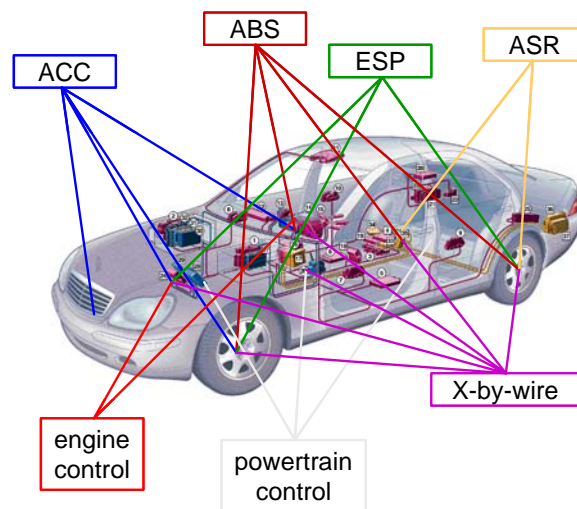 ABS
ASR
ESP
ACC
X-by-wire
engine
control
powertrain
control